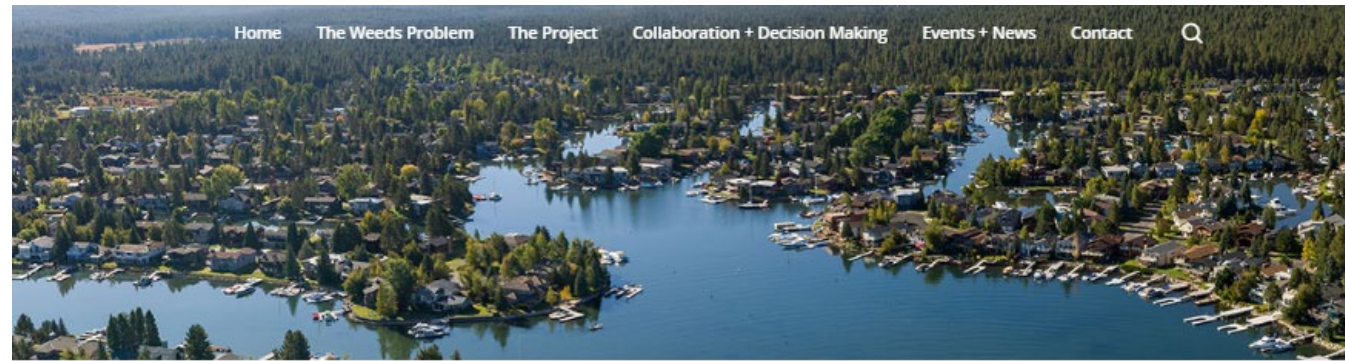 Home The Weeds Problem The Project Collaboration + Decision Making Events + News Contact